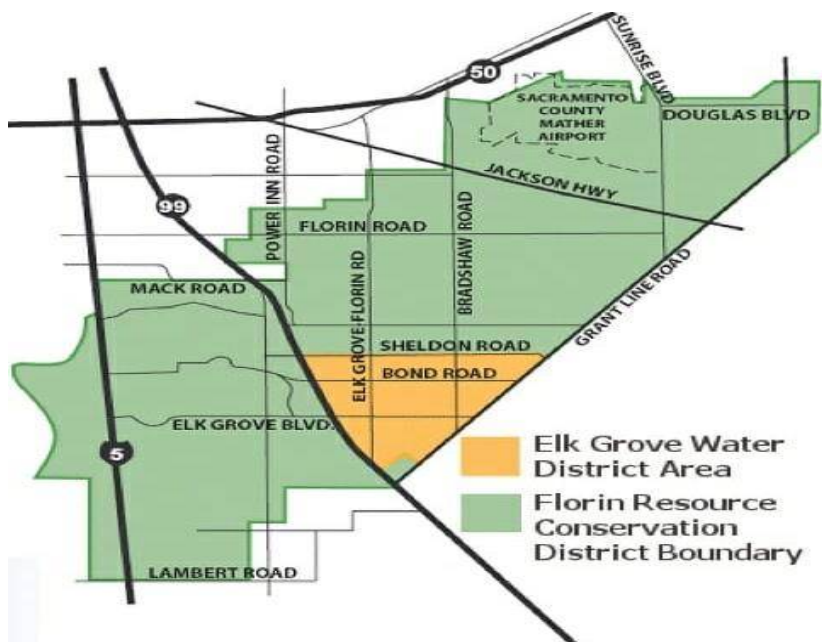 SUNRISE BLVD
50
SACRAMENTO
COUNTY
MATHER
AIRPORT
DOUGLAS BLVD
JACKSON HWY
99
POWER INN ROAD
FLORIN ROAD
BRADSHAW ROAD
ELK GROVE-FLORIN RD
MACK ROAD
GRANT LINE ROAD
SHELDON ROAD
BOND ROAD
ELK GROVE BLVD.
5
Elk Grove Water
District Area
Florin Resource
Conservation
District Boundary
LAMBERT ROAD